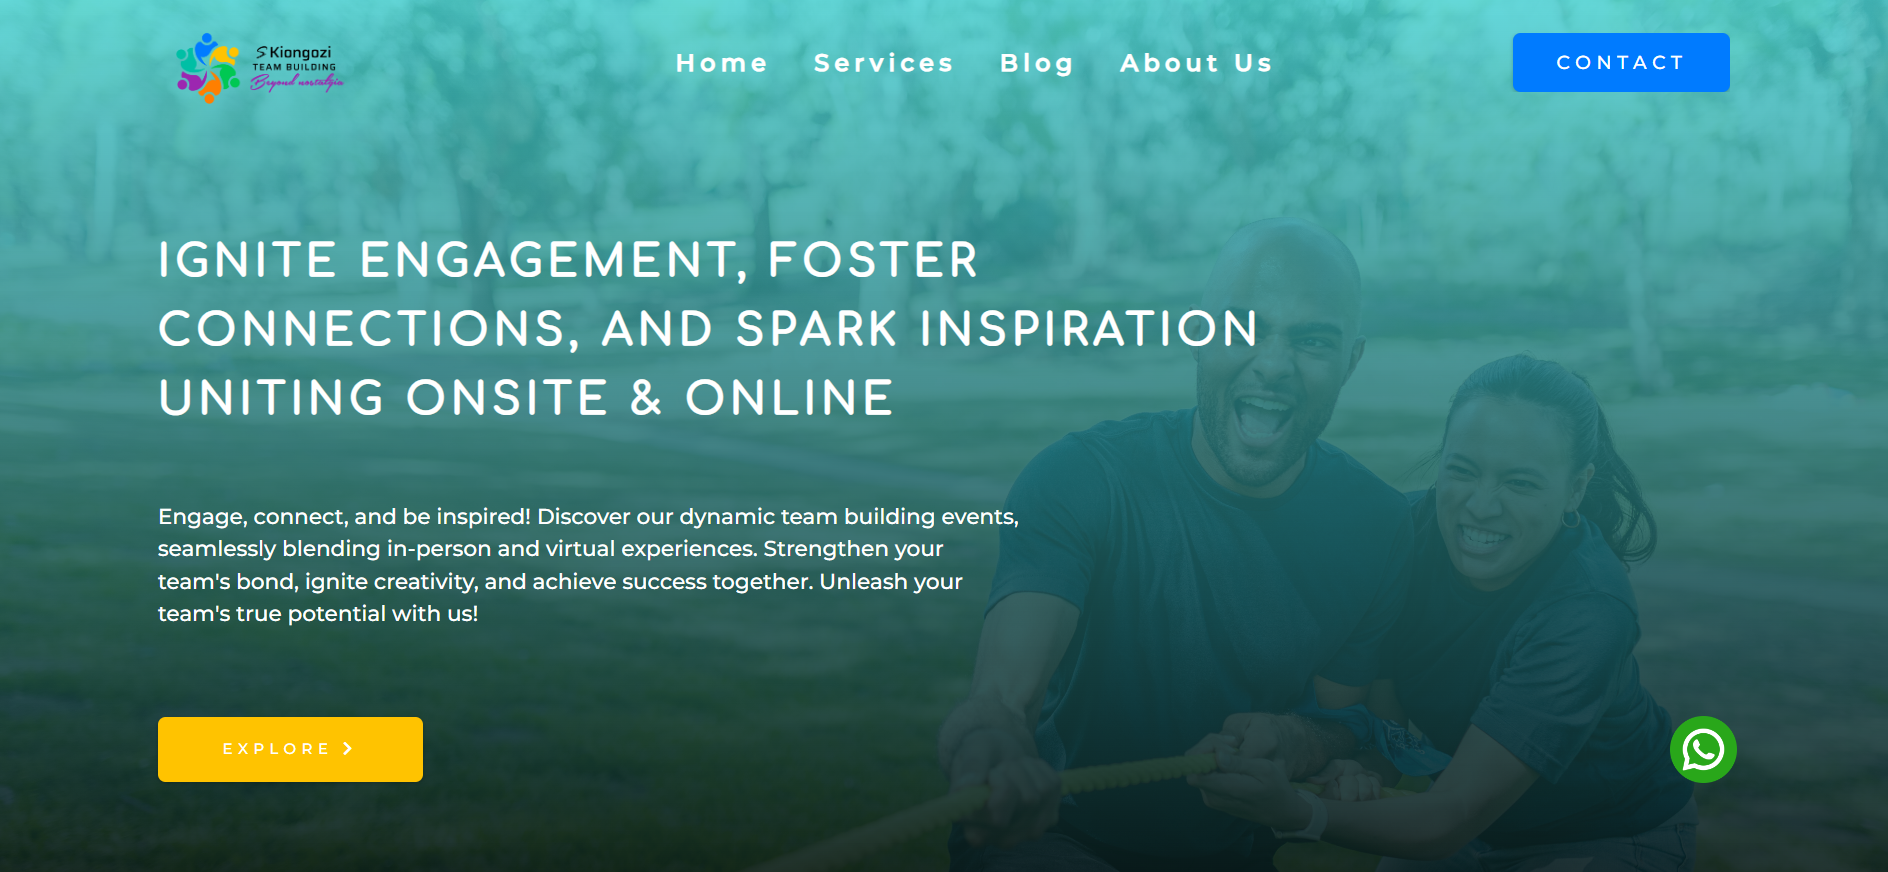 S Kiongozi
TEAM BUILDING
Beyond nostalgia
Home Services Blog About Us
CONTACT
IGNITE ENGAGEMENT, FOSTER
CONNECTIONS, AND SPARK INSPIRATION
UNITING ONSITE & ONLINE
Engage, connect, and be inspired! Discover our dynamic team building events,
seamlessly blending in-person and virtual experiences. Strengthen your
team's bond, ignite creativity, and achieve success together. Unleash your
team's true potential with us!
EXPLORE